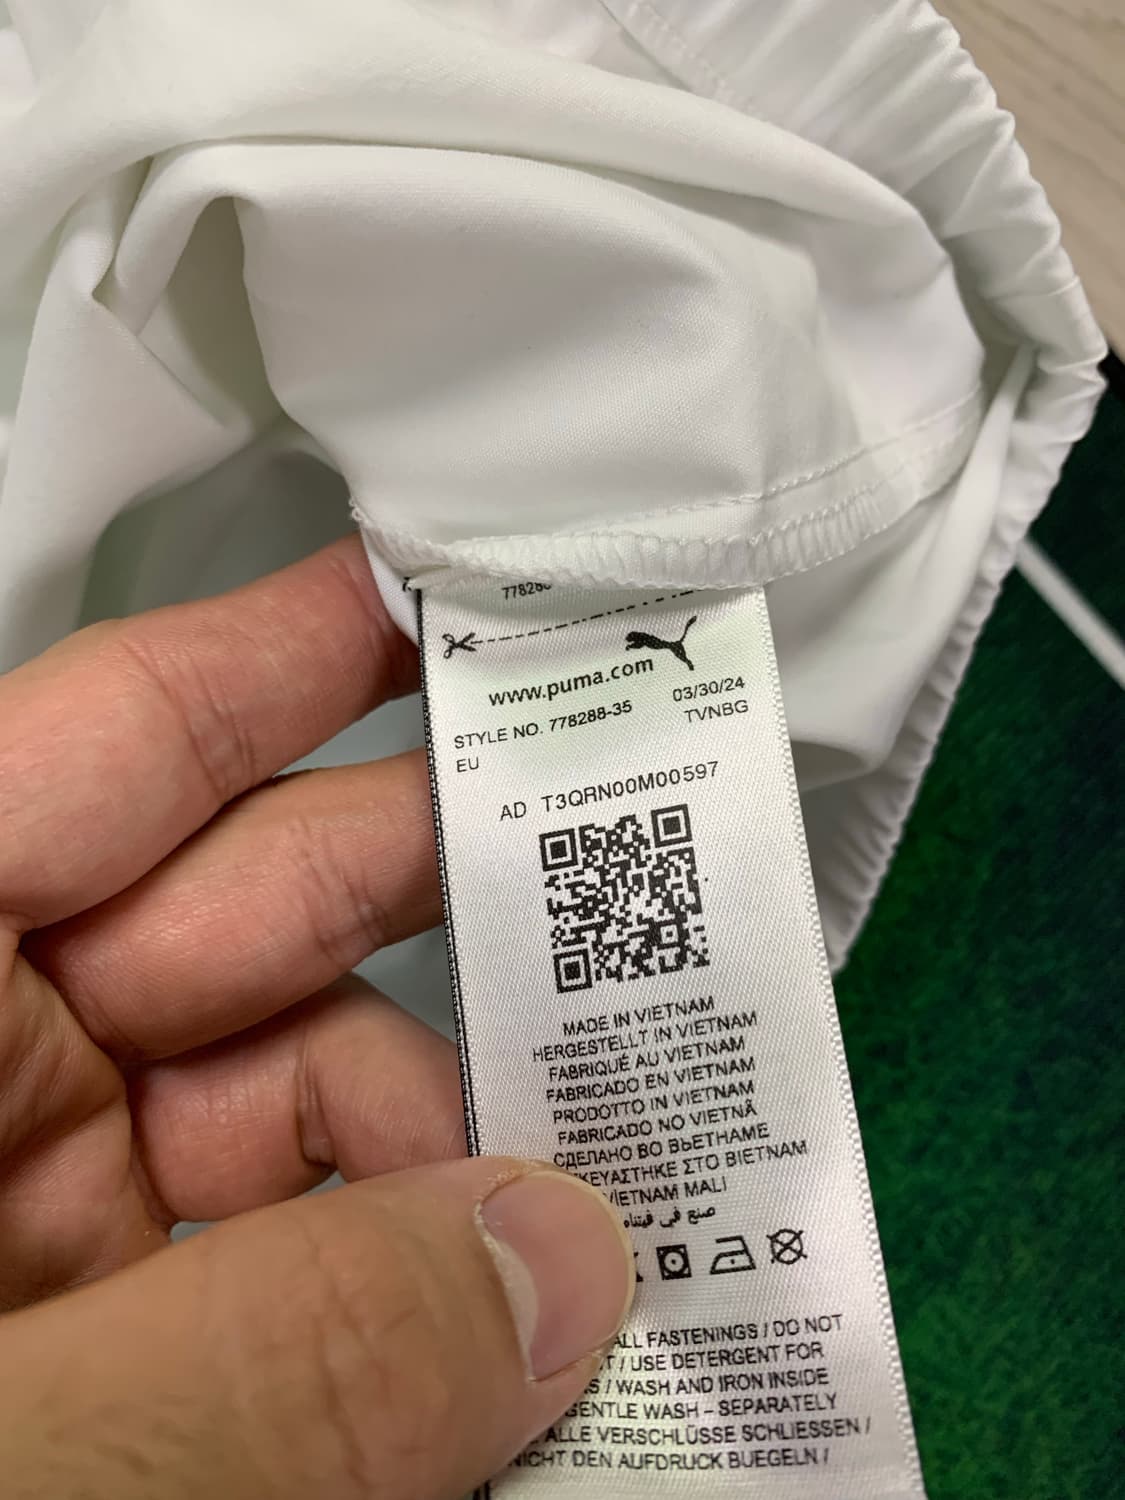 www.puma.com
STYLE NO. 778288-35 03/30/24
EU TVNBG
AD T3QRN00M00597
MADE IN VIETNAM
HERGESTELLT IN VIETNAM
FABRIQUÉ AU VIETNAM
FABRICADO EN VIETNAM
PRODOTTO IN VIETNAM
FABRICADO NO VIETNÃ
СДЕЛАНО ВО ВЬЕТНАМЕ
ΣΤΟ ΒΙΕΤΝΑΜ
VIETNAM MALI
صنع في
ALL FASTENINGS / DO NOT
/ USE DETERGENT FOR
/ WASH AND IRON INSIDE
GENTLE WASH – SEPARATELY
ALLE VERSCHLÜSSE SCHLIESSEN /
NICHT DEN AUFDRUCK BUEGELN /